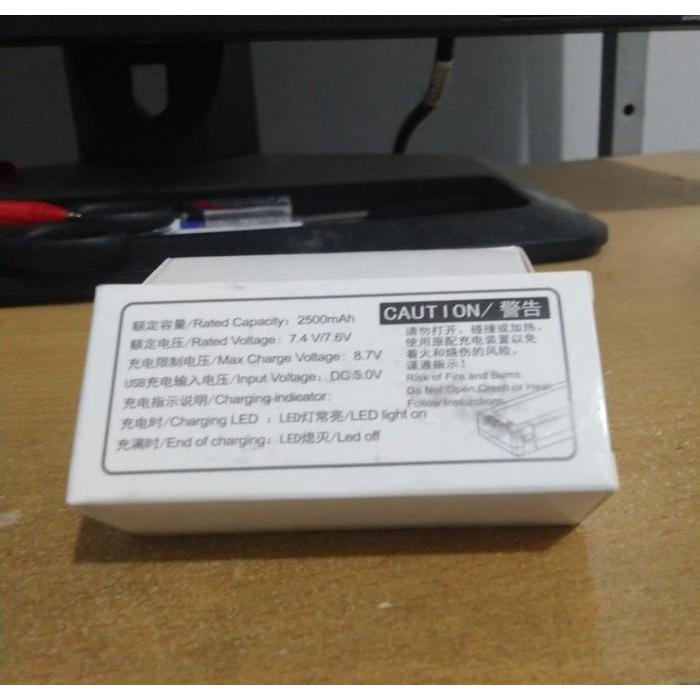 额定容量/Rated Capacity: 2500mAh
额定电压/Rated Voltage: 7.4 V/7.6V
充电限制电压/Max Charge Voltage: 8.7V
USB充电输入电压/Input Voltage: DC 5.0V
充电指示说明/Charging indicator:
充电时/Charging LED : LED灯常亮/LED light on
充满时/End of charging: LED熄灭/Led off
CAUTION/警告
请勿打开、碰撞或加热,
使用原配充电装置以免
着火和烧伤的风险,
谨遵指示!
Risk of Fire and Burns.
Do Not Open,Crash or Heat
Follow Instructions.